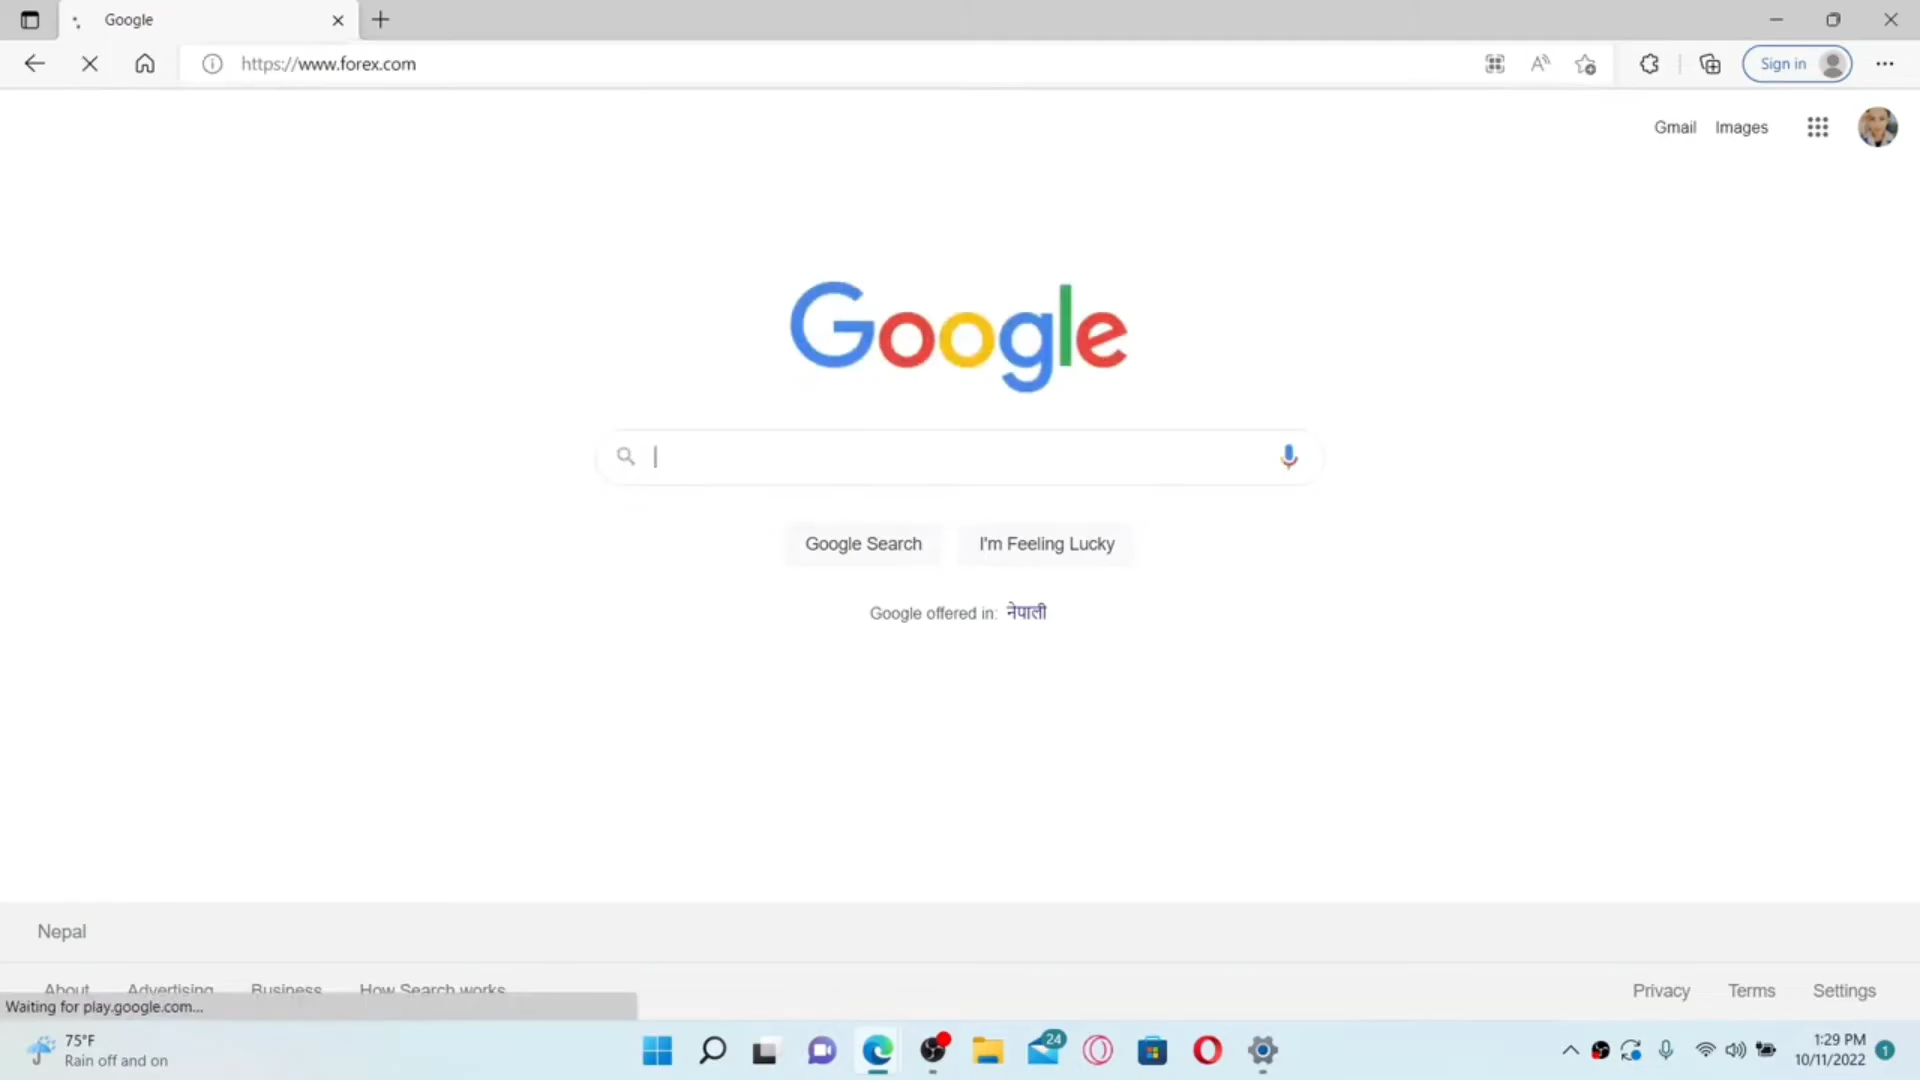 Google
https://www.forex.com
Sign in
Gmail Images
Google
Google Search I'm Feeling Lucky
Google offered in: नेपाली
Nepal
About Advertising Business How Search works
Privacy Terms Settings
Waiting for play.google.com...
75°F
Rain off and on
24
1:29 PM
10/11/2022
1